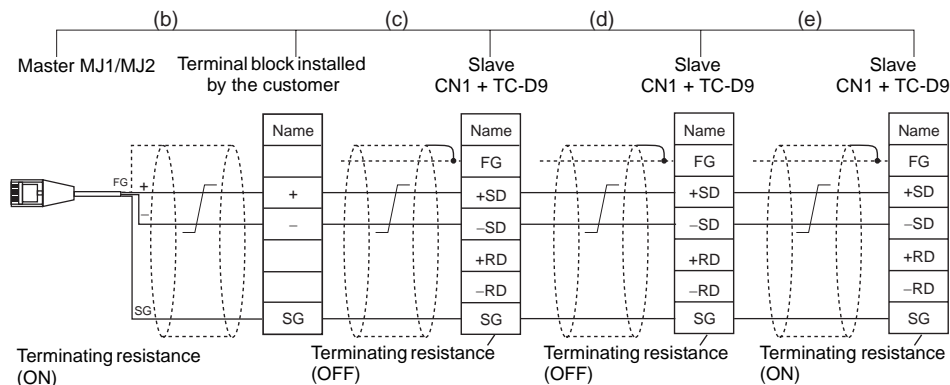 (b) (c) (d) (e)
Master MJ1/MJ2
Terminal block installed
by the customer
Slave
CN1 + TC-D9
Slave
CN1 + TC-D9
Slave
CN1 + TC-D9
Name
+
−
SG
Name
FG
+SD
−SD
+RD
−RD
SG
Name
FG
+SD
−SD
+RD
−RD
SG
Name
FG
+SD
−SD
+RD
−RD
SG
FG
+
−
SG
Terminating resistance
(ON)
Terminating resistance
(OFF)
Terminating resistance
(OFF)
Terminating resistance
(ON)